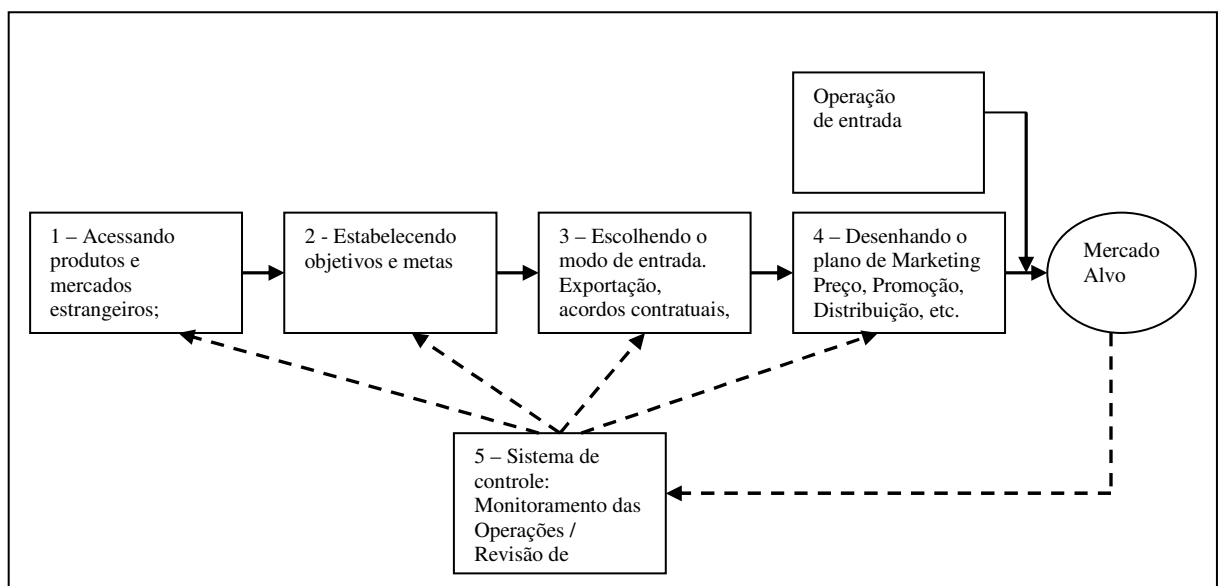 Operação
de entrada
1 – Acessando
produtos e
mercados
estrangeiros;
2 - Estabelecendo
objetivos e metas
3 – Escolhendo o
modo de entrada.
Exportação,
acordos contratuais,
4 – Desenhando o
plano de Marketing
Preço, Promoção,
Distribuição, etc.
Mercado
Alvo
5 – Sistema de
controle:
Monitoramento das
Operações /
Revisão de